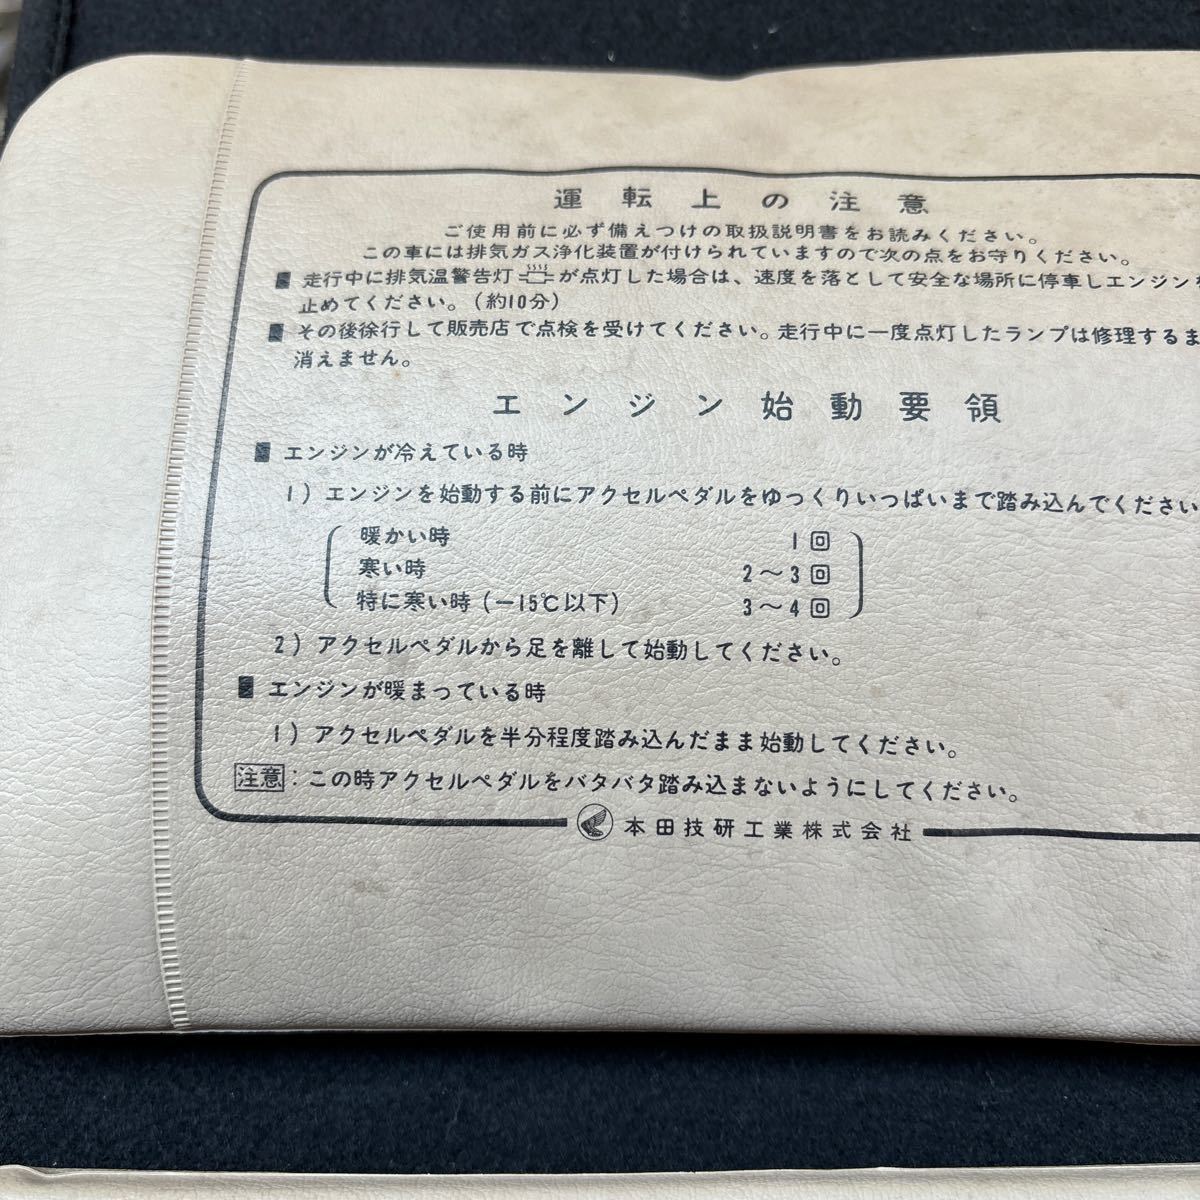 運転上の注意
ご使用前に必ず備えつけの取扱説明書をお読みください。
この車には排気ガス浄化装置が付けられていますので次の点をお守りください。
走行中に排気温警告灯が点灯した場合は、速度を落として安全な場所に停車しエンジンを
止めてください。(約10分)
その後徐行して販売店で点検を受けてください。走行中に一度点灯したランプは修理するま
消えません。
エンジン始動要領
エンジンが冷えている時
1) エンジンを始動する前にアクセルペダルをゆっくりいっぱいまで踏み込んでください
暖かい時 1回
寒い時 2～3回
特に寒い時 (−15℃以下) 3～4回
2) アクセルペダルから足を離して始動してください。
エンジンが暖まっている時
1) アクセルペダルを半分程度踏み込んだまま始動してください。
注意:この時アクセルペダルをバタバタ踏み込まないようにしてください。
本田技研工業株式会社